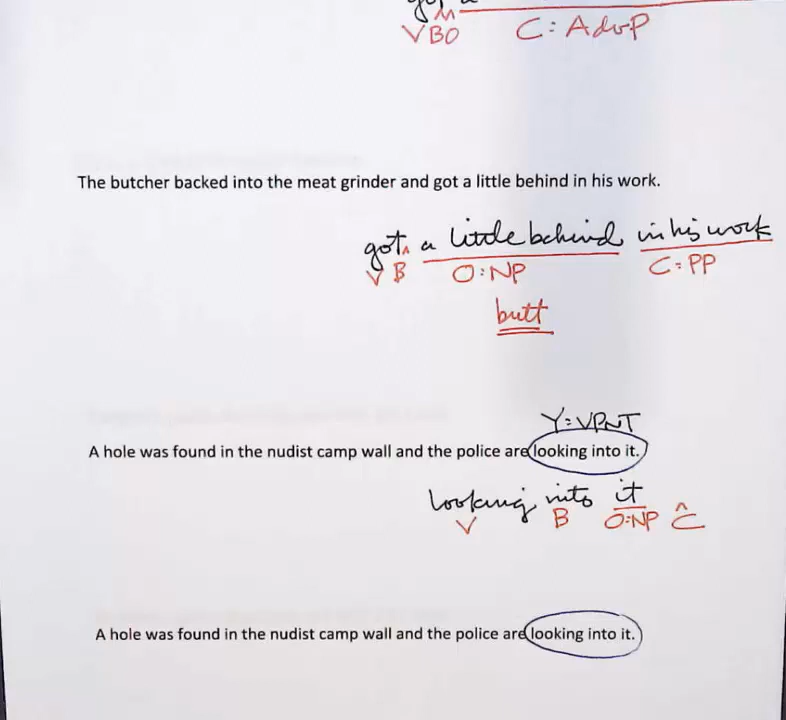 VBO C: AdvP
The butcher backed into the meat grinder and got a little behind in his work.
got ^ a little behind in his work
V B O:NP C:PP
butt
Y:VPNT
A hole was found in the nudist camp wall and the police are looking into it.
looking into it
V B O:NP Ĉ
A hole was found in the nudist camp wall and the police are looking into it.